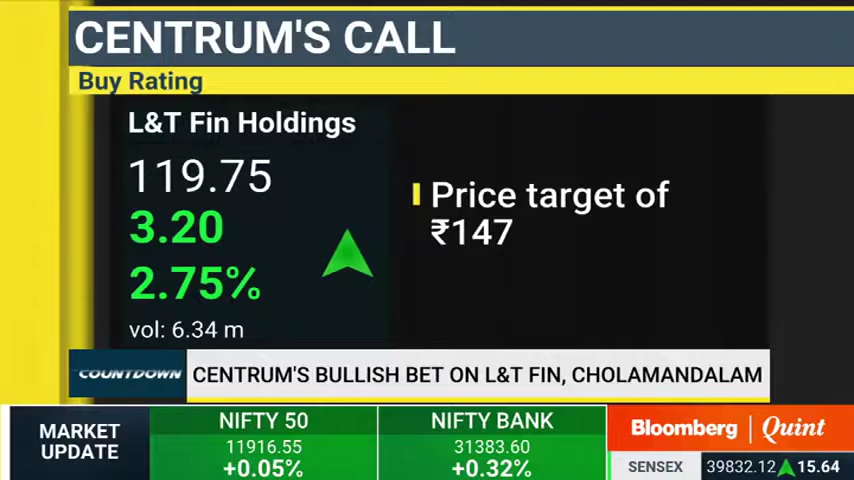 CENTRUM'S CALL
Buy Rating
L&T Fin Holdings
119.75
3.20
2.75%
vol: 6.34 m
Price target of
₹147
COUNTDOWN
CENTRUM'S BULLISH BET ON L&T FIN, CHOLAMANDALAM
MARKET
UPDATE
NIFTY 50
11916.55
+0.05%
NIFTY BANK
31383.60
+0.32%
Bloomberg | Quint
SENSEX 39832.12 15.64